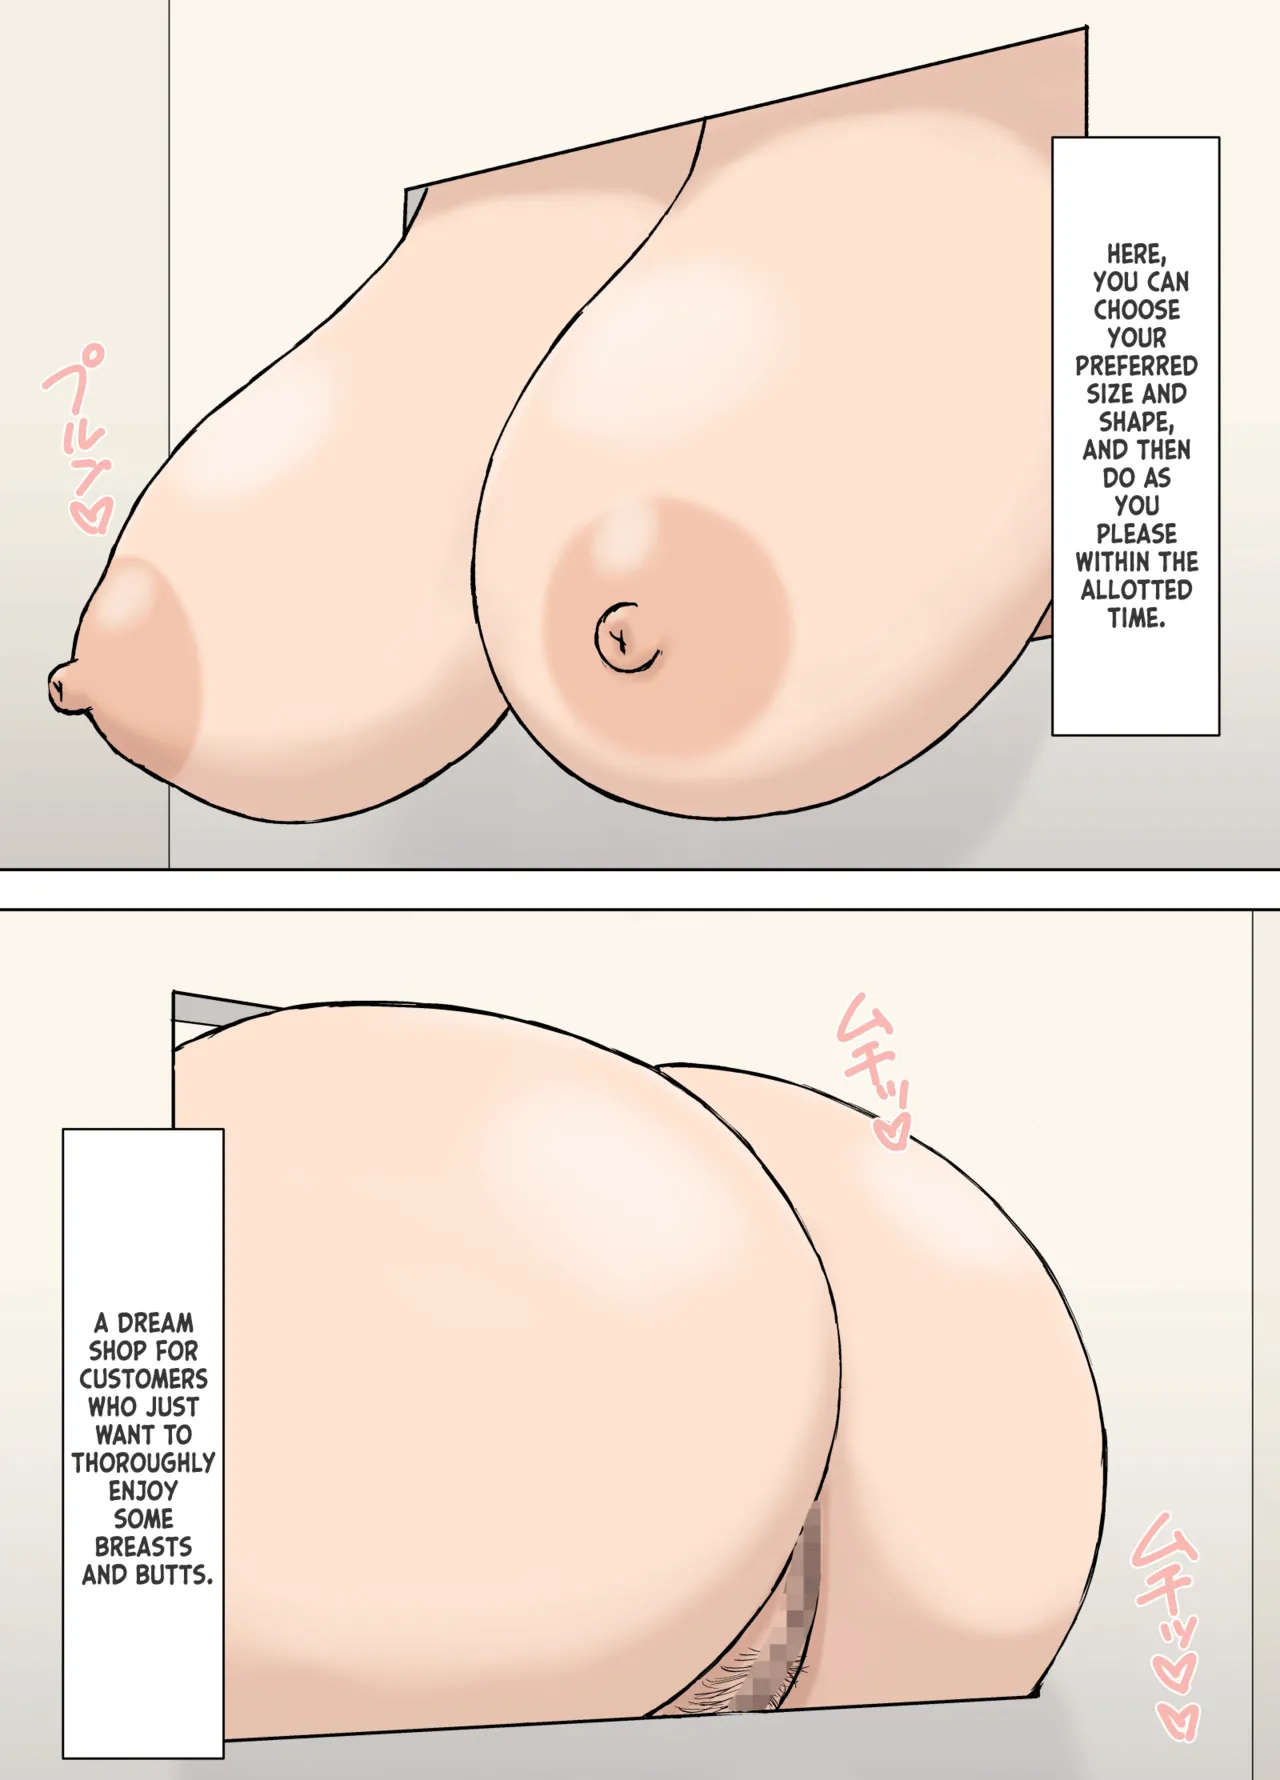 HERE,
YOU CAN
CHOOSE
YOUR
PREFERRED
SIZE AND
SHAPE,
AND THEN
DO AS
YOU
PLEASE
WITHIN THE
ALLOTTED
TIME.
プルン♡
ムチッ♡
A DREAM
SHOP FOR
CUSTOMERS
WHO JUST
WANT TO
THOROUGHLY
ENJOY
SOME
BREASTS
AND BUTTS.
ムチッ♡♡